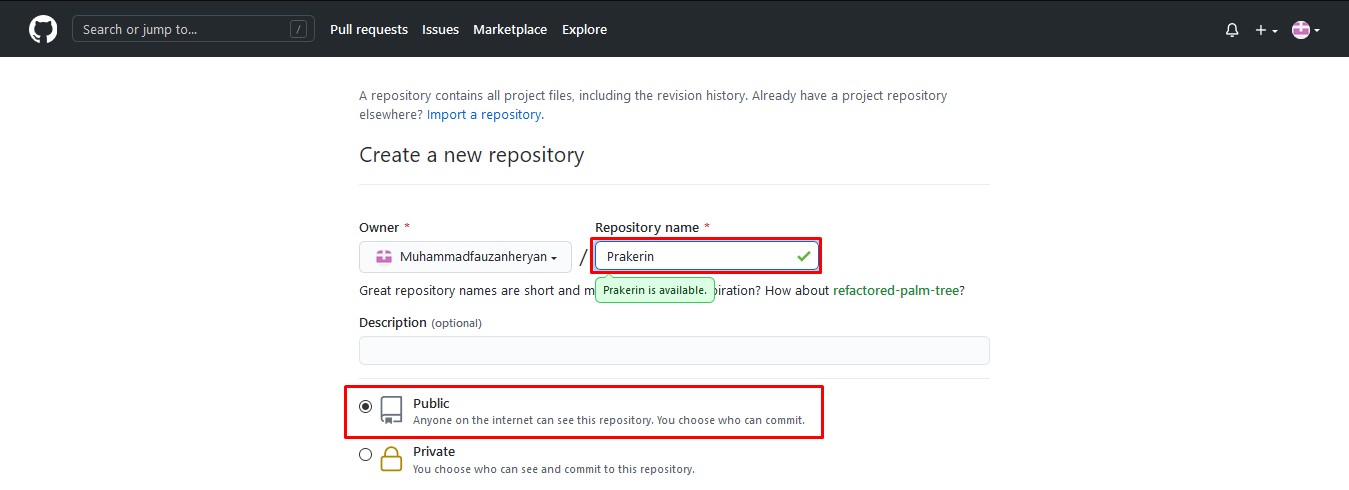 Search or jump to... / Pull requests Issues Marketplace Explore
A repository contains all project files, including the revision history. Already have a project repository
elsewhere? Import a repository.
Create a new repository
Owner * Repository name *
Muhammadfauzanheryan / Prakerin
Great repository names are short and m piration? How about refactored-palm-tree?
Prakerin is available.
Description (optional)
Public
Anyone on the internet can see this repository. You choose who can commit.
Private
You choose who can see and commit to this repository.